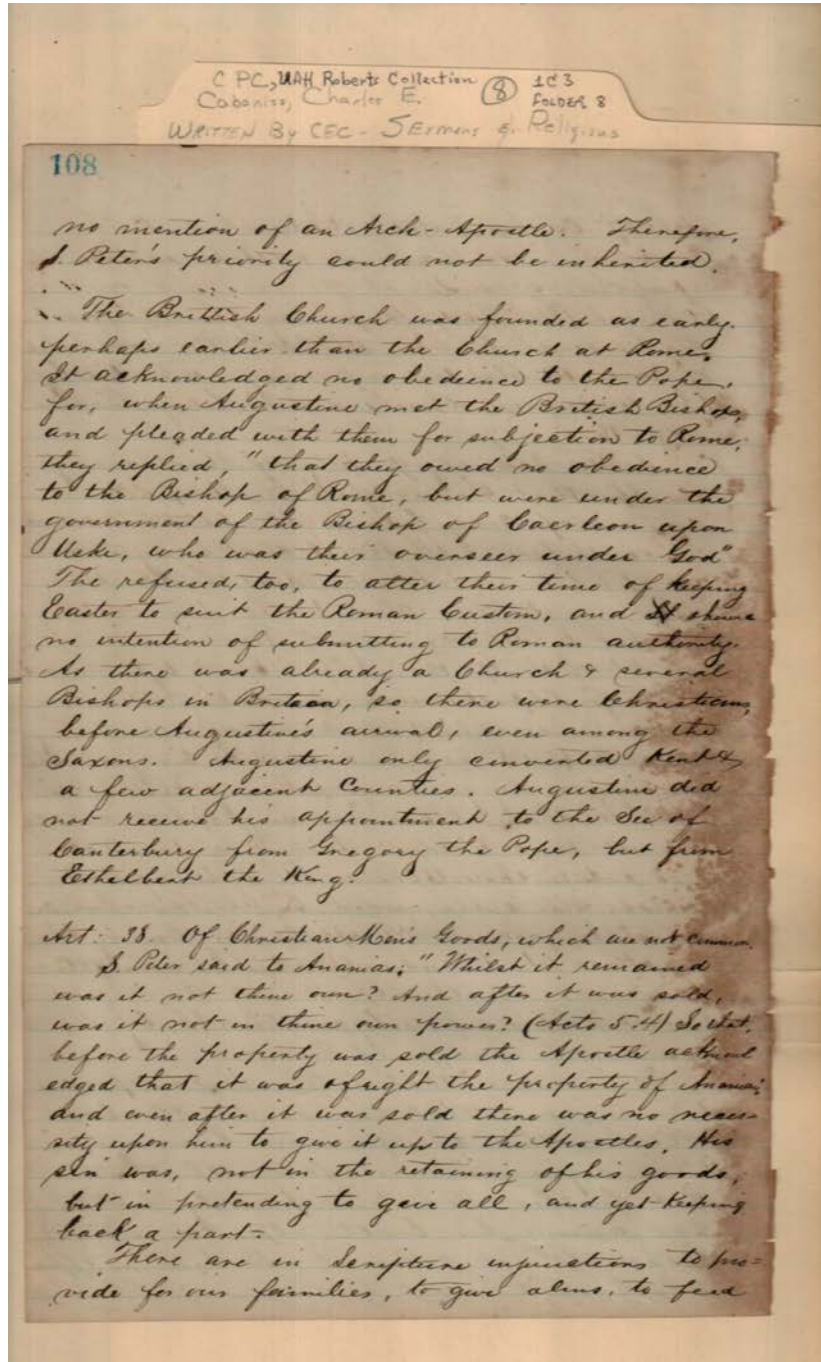 C PC, UAH Roberts Collection ⑧ 1C3
Cabaniss, Charles E. FOLDER 8
WRITTEN By CEC - SERMONS & Religious
108
no mention of an Arch-Apostle. Therefore,
S. Peter's priority could not be inherited.
The Brittish Church was founded as early,
perhaps earlier than the Church at Rome.
It acknowledged no obedience to the Pope,
for, when Augustine met the British Bishops,
and pleaded with them for subjection to Rome,
they replied, "that they owed no obedience
to the Bishop of Rome, but were under the
government of the Bishop of Caerleon upon
Uske, who was their overseer under God"
The refused, too, to alter their time of keeping
Easter to suit the Roman Custom, and
no intention of submitting to Roman authority.
As there was already a Church & several
Bishops in Britain, so there were Christians,
before Augustine's arrival, even among the
Saxons. Augustine only converted Kent &
a few adjacent Counties. Augustine did
not receive his appointment to the See of
Canterbury from Gregory the Pope, but from
Ethelbert the King.
Art: 38. Of Christian Men's Goods, which are not common.
S. Peter said to Ananias; "Whilst it remained
was it not thine own? And after it was sold,
was it not in thine own power? (Acts 5.4) So that,
before the property was sold the Apostle acknowl
edged that it was of right the property of Ananias;
and even after it was sold there was no neces-
sity upon him to give it up to the Apostles. His
sin was, not in the retaining of his goods,
but in pretending to give all, and yet keeping
back a part-
There are in Scripture injunctions to pro-
vide for our families, to give alms, to feed